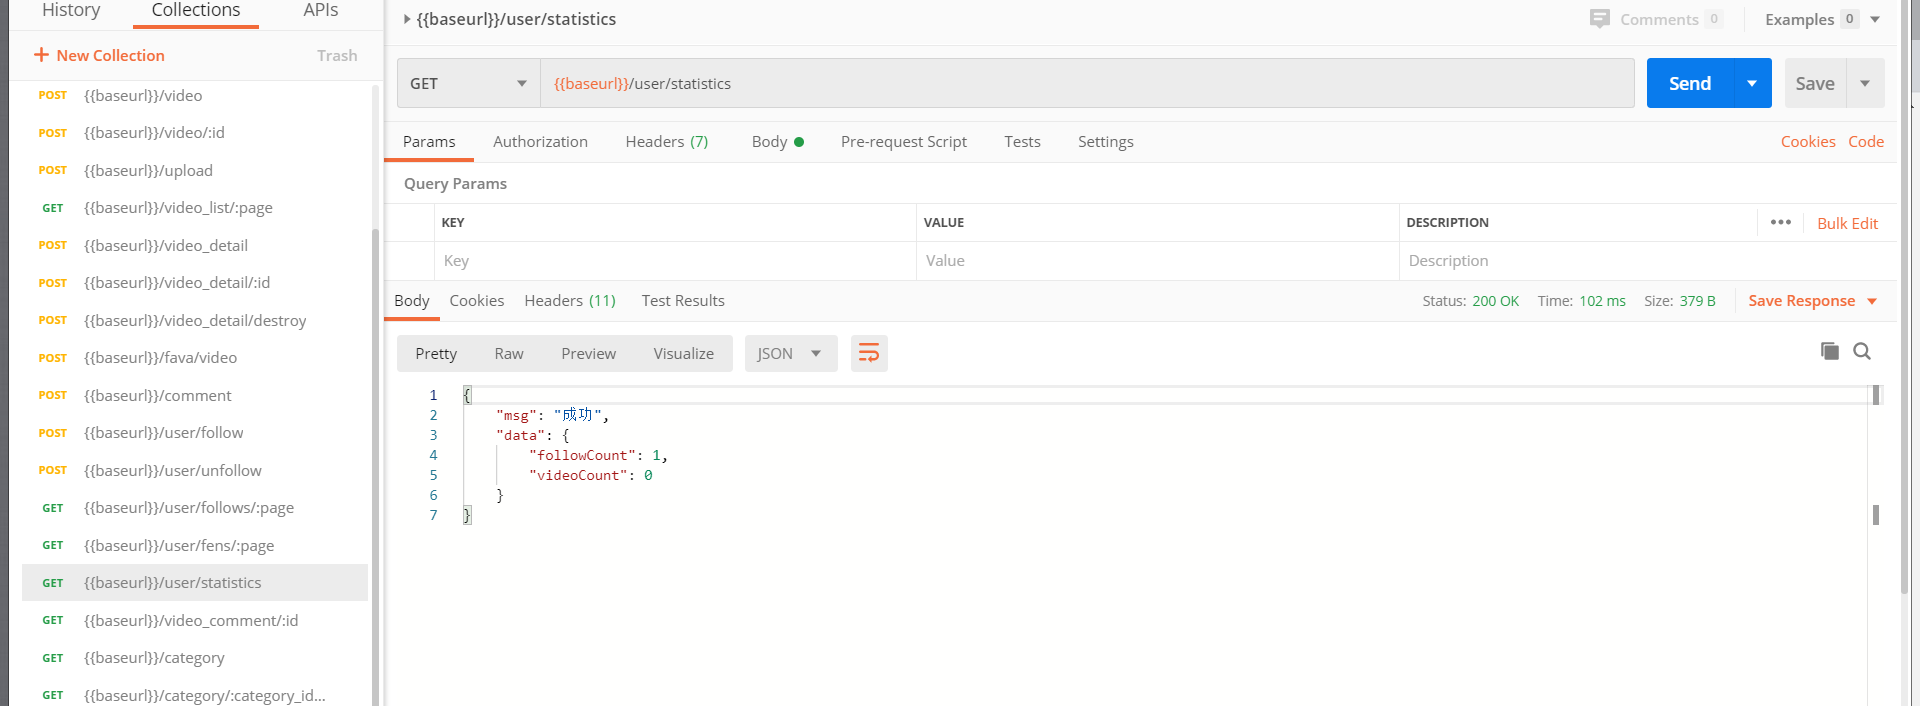 History Collections APIs
New Collection Trash
POST {{baseurl}}/video
POST {{baseurl}}/video/:id
POST {{baseurl}}/upload
GET {{baseurl}}/video_list/:page
POST {{baseurl}}/video_detail
POST {{baseurl}}/video_detail/:id
POST {{baseurl}}/video_detail/destroy
POST {{baseurl}}/fava/video
POST {{baseurl}}/comment
POST {{baseurl}}/user/follow
POST {{baseurl}}/user/unfollow
GET {{baseurl}}/user/follows/:page
GET {{baseurl}}/user/fens/:page
GET {{baseurl}}/user/statistics
GET {{baseurl}}/video_comment/:id
GET {{baseurl}}/category
GET {{baseurl}}/category/:category_id...
{{baseurl}}/user/statistics Comments 0 Examples 0
GET {{baseurl}}/user/statistics Send Save
Params Authorization Headers (7) Body Pre-request Script Tests Settings Cookies Code
Query Params
KEY VALUE DESCRIPTION ••• Bulk Edit
Key Value Description
Body Cookies Headers (11) Test Results Status: 200 OK Time: 102 ms Size: 379 B Save Response
Pretty Raw Preview Visualize JSON
1 {
2 "msg": "成功",
3 "data": {
4 "followCount": 1,
5 "videoCount": 0
6 }
7 }